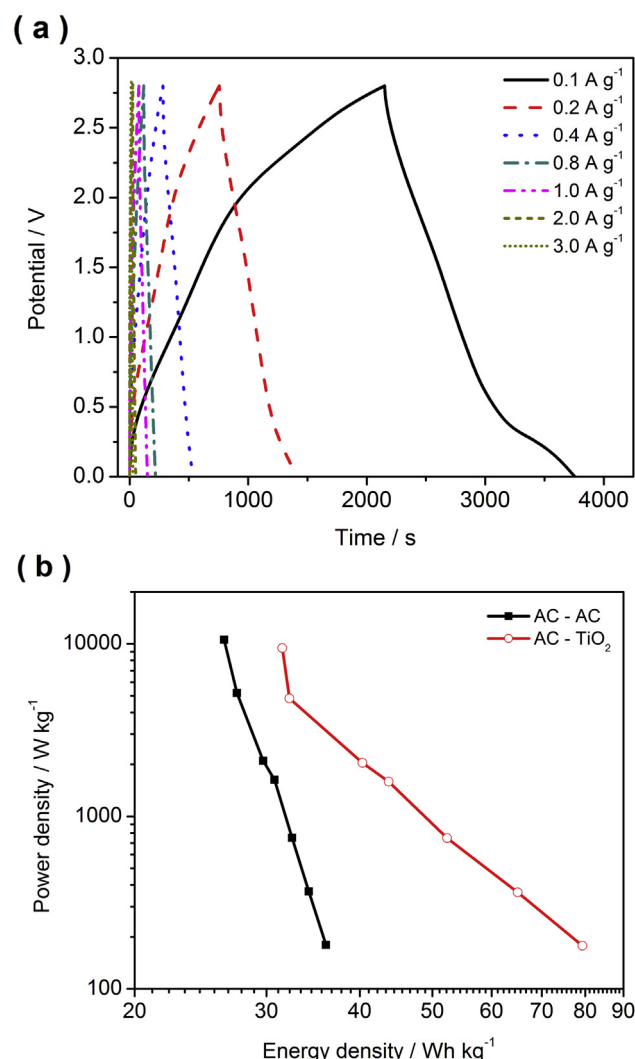 ( a )
3.0
2.5
2.0
1.5
1.0
0.5
0.0
Potential / V
0.1 A g⁻¹
0.2 A g⁻¹
0.4 A g⁻¹
0.8 A g⁻¹
1.0 A g⁻¹
2.0 A g⁻¹
3.0 A g⁻¹
0 1000 2000 3000 4000
Time / s
( b )
10000
1000
100
Power density / W kg⁻¹
AC - AC
AC - TiO₂
20 30 40 50 60 70 80 90
Energy density / Wh kg⁻¹